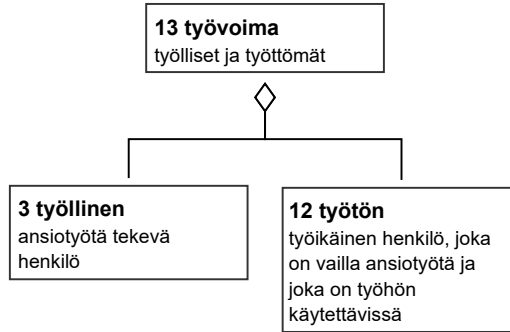 13 työvoima
työlliset ja työttömät
3 työllinen
ansiotyötä tekevä
henkilö
12 työtön
työikäinen henkilö, joka
on vailla ansiotyötä ja
joka on työhön
käytettävissä